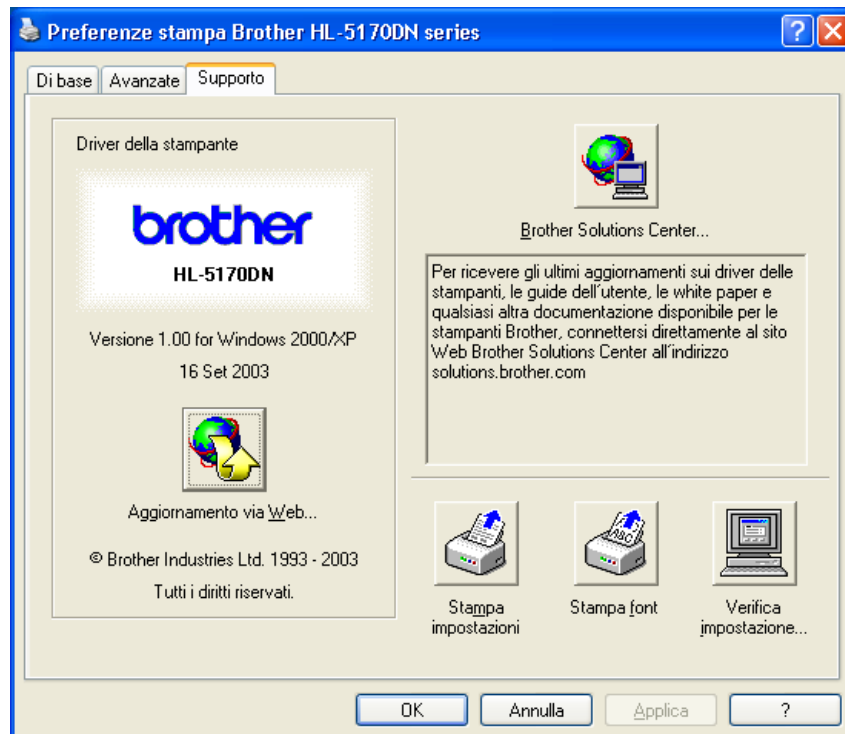 Preferenze stampa Brother HL-5170DN series
Di base
Avanzate
Supporto
Driver della stampante
brother
HL-5170DN
Versione 1.00 for Windows 2000/XP
16 Set 2003
Aggiornamento via Web...
© Brother Industries Ltd. 1993 - 2003
Tutti i diritti riservati.
Brother Solutions Center...
Per ricevere gli ultimi aggiornamenti sui driver delle
stampanti, le guide dell'utente, le white paper e
qualsiasi altra documentazione disponibile per le
stampanti Brother, connettersi direttamente al sito
Web Brother Solutions Center all'indirizzo
solutions.brother.com
Stampa
impostazioni
Stampa font
Verifica
impostazione...
OK
Annulla
Applica
?